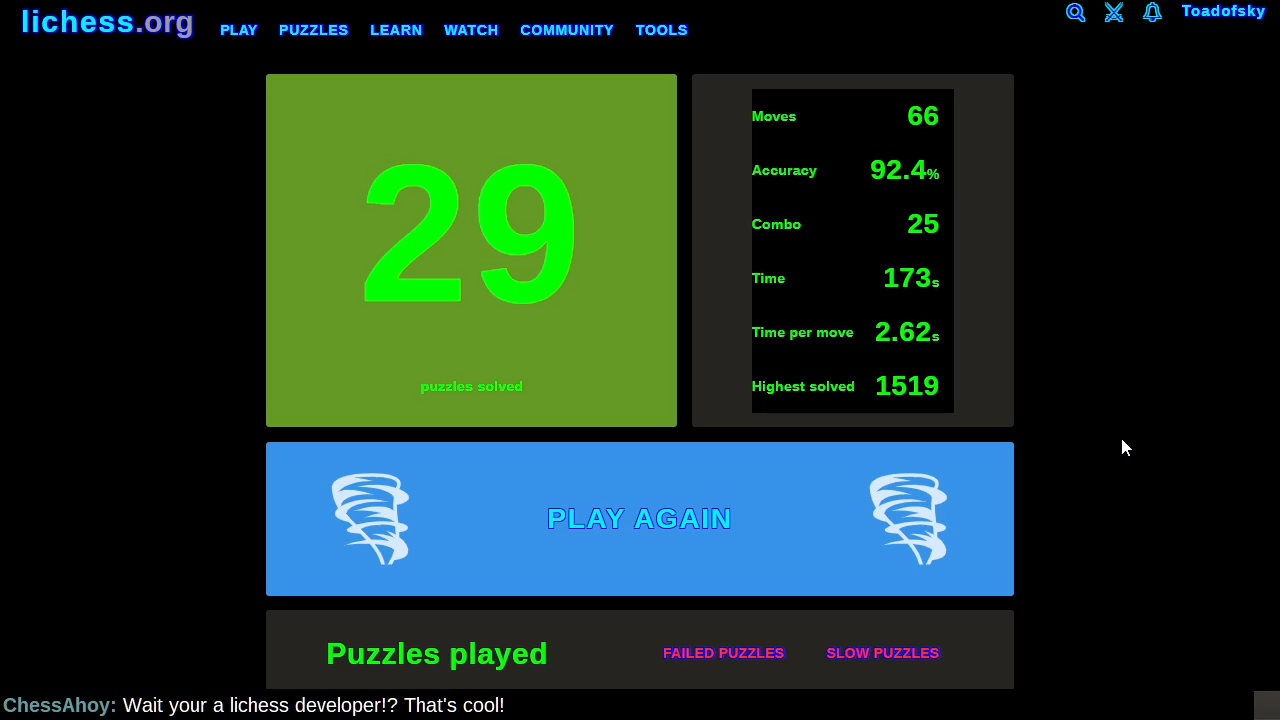 lichess.org
PLAY PUZZLES LEARN WATCH COMMUNITY TOOLS
Toadofsky
29
puzzles solved
Moves 66
Accuracy 92.4%
Combo 25
Time 173s
Time per move 2.62s
Highest solved 1519
PLAY AGAIN
Puzzles played
FAILED PUZZLES SLOW PUZZLES
ChessAhoy: Wait your a lichess developer!? That's cool!